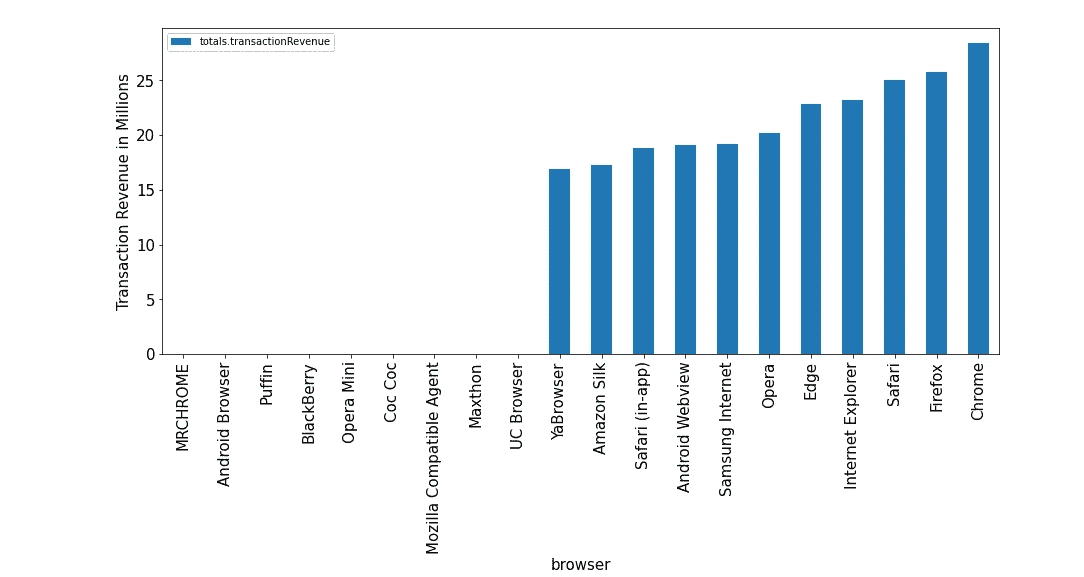 totals.transactionRevenue
Transaction Revenue in Millions
25
20
15
10
5
0
MRCHROME
Android Browser
Puffin
BlackBerry
Opera Mini
Coc Coc
Mozilla Compatible Agent
Maxthon
UC Browser
YaBrowser
Amazon Silk
Safari (in-app)
Android Webview
Samsung Internet
Opera
Edge
Internet Explorer
Safari
Firefox
Chrome
browser